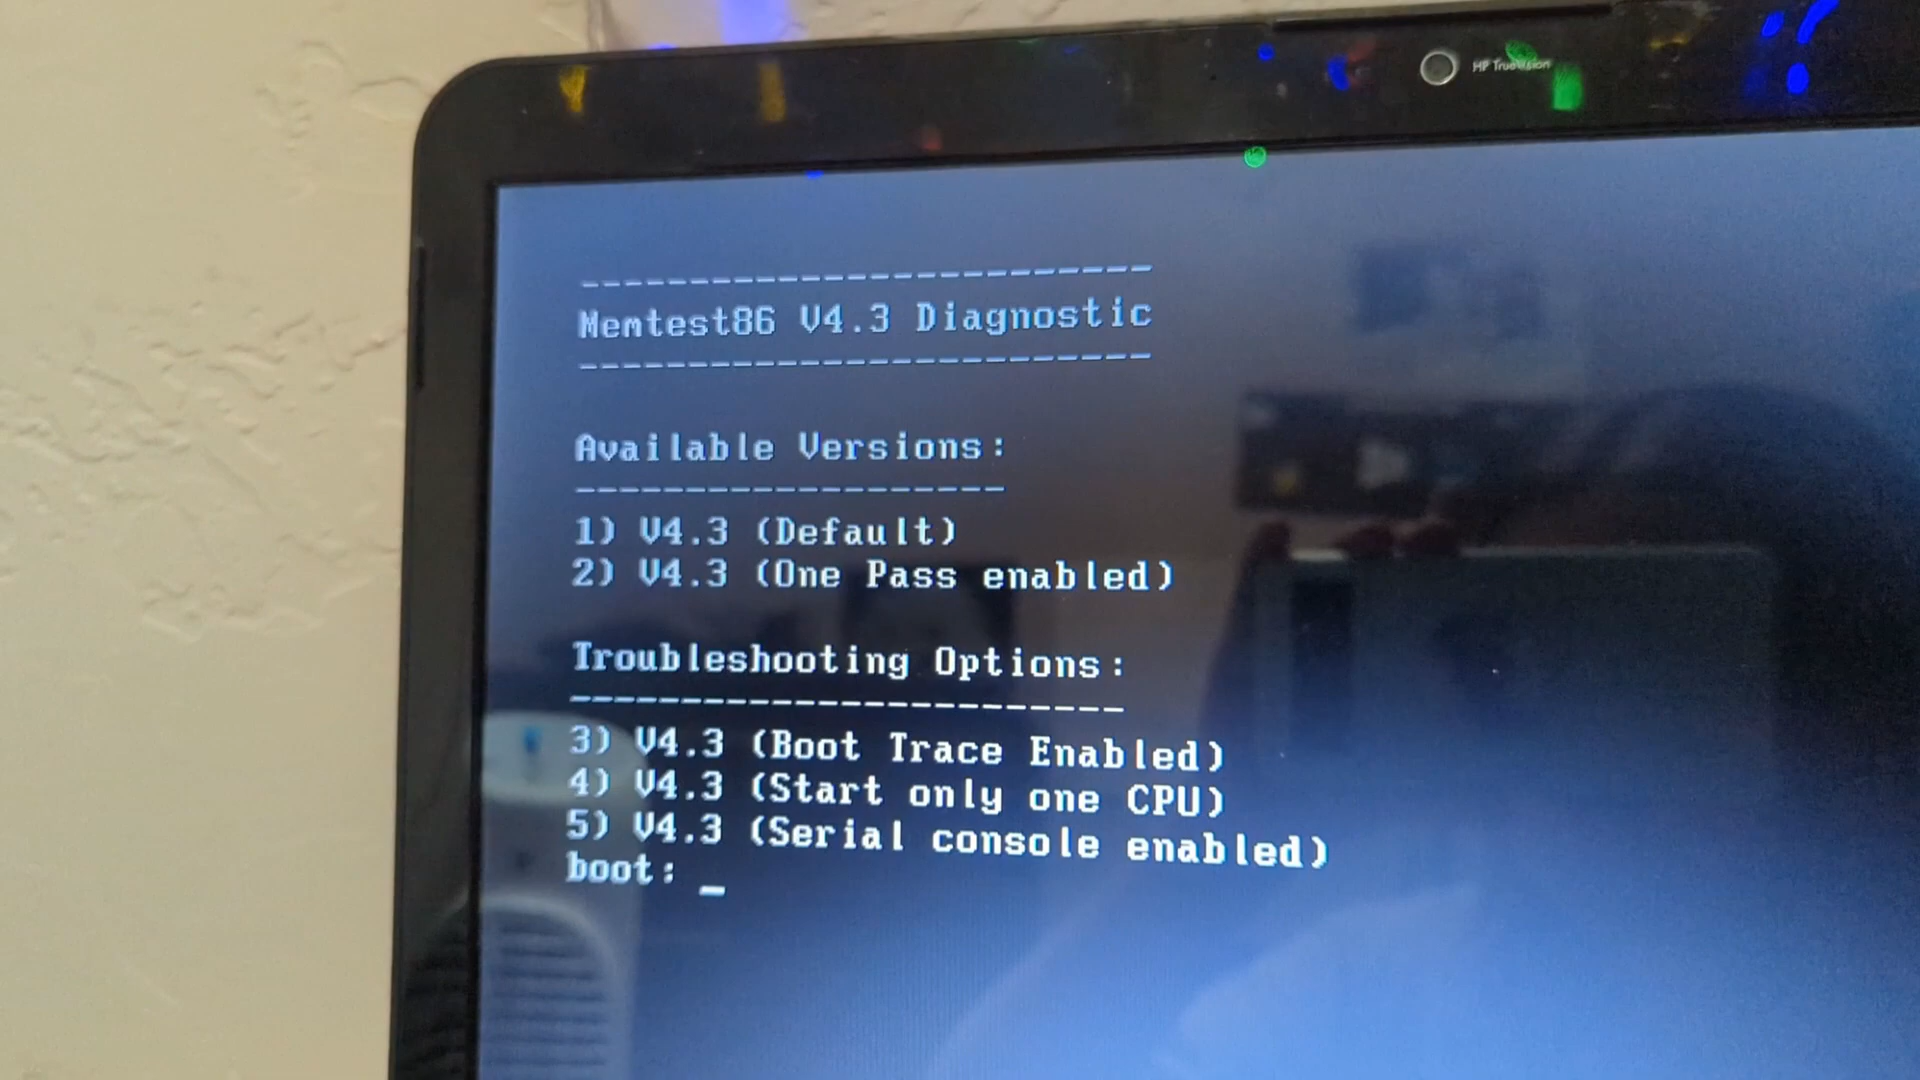 HP TrueVision
-------------------------
Memtest86 V4.3 Diagnostic
-------------------------
Available Versions:
-------------------
1) V4.3 (Default)
2) V4.3 (One Pass enabled)
Troubleshooting Options:
------------------------
3) V4.3 (Boot Trace Enabled)
4) V4.3 (Start only one CPU)
5) V4.3 (Serial console enabled)
boot: _